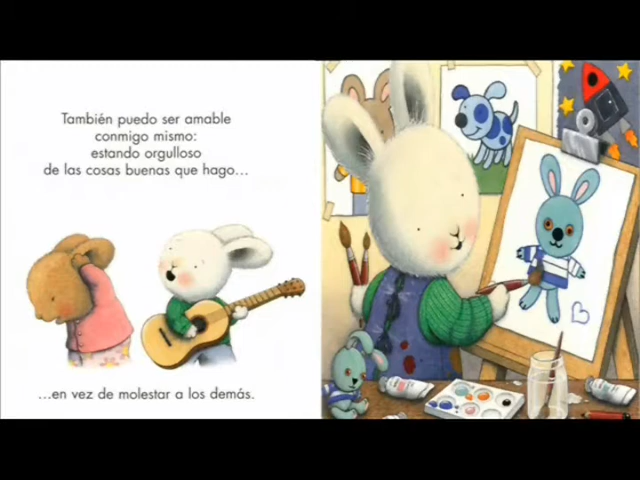 También puedo ser amable
conmigo mismo:
estando orgulloso
de las cosas buenas que hago...
...en vez de molestar a los demás.